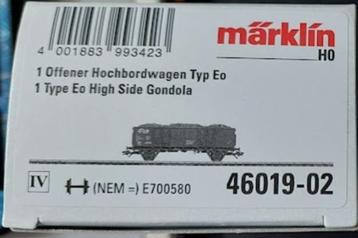 4 001883 993423
märklin
H0
1 Offener Hochbordwagen Typ Eo
1 Type Eo High Side Gondola
IV (NEM =) E700580 46019-02